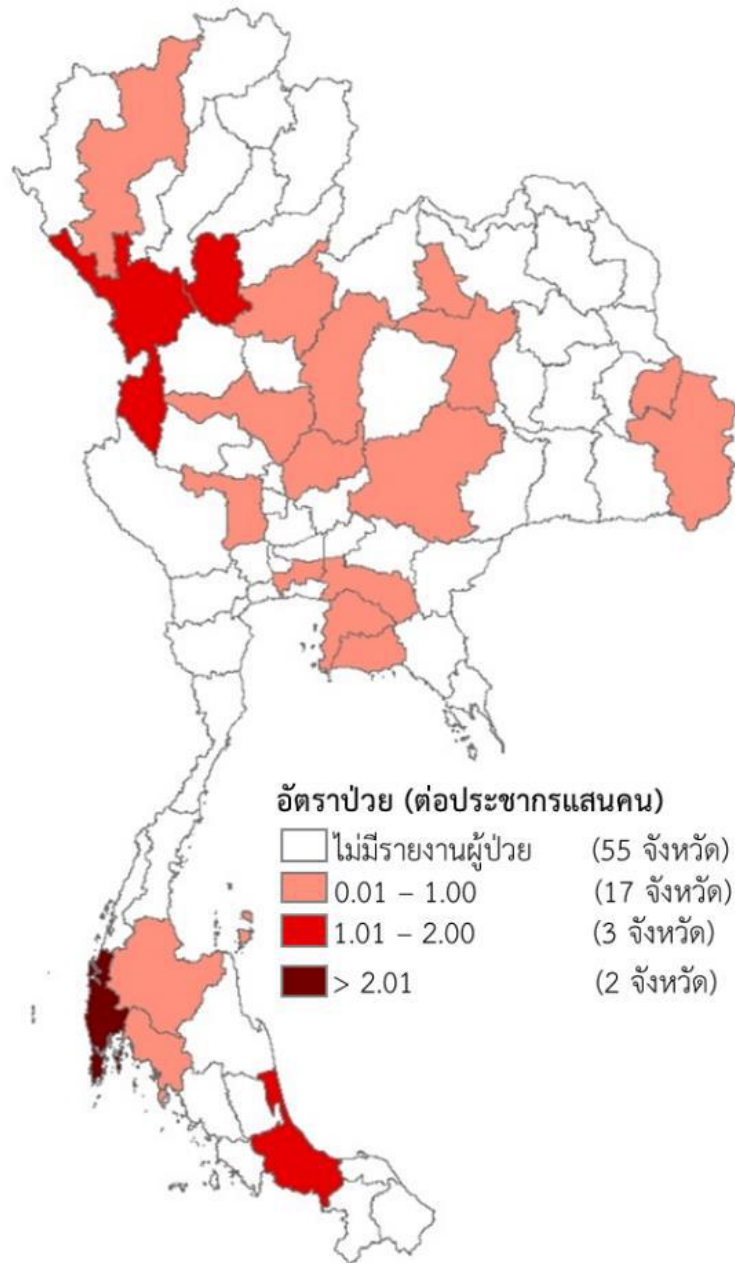 อัตราป่วย (ต่อประชากรแสนคน)
ไม่มีรายงานผู้ป่วย (55 จังหวัด)
0.01 – 1.00 (17 จังหวัด)
1.01 – 2.00 (3 จังหวัด)
> 2.01 (2 จังหวัด)